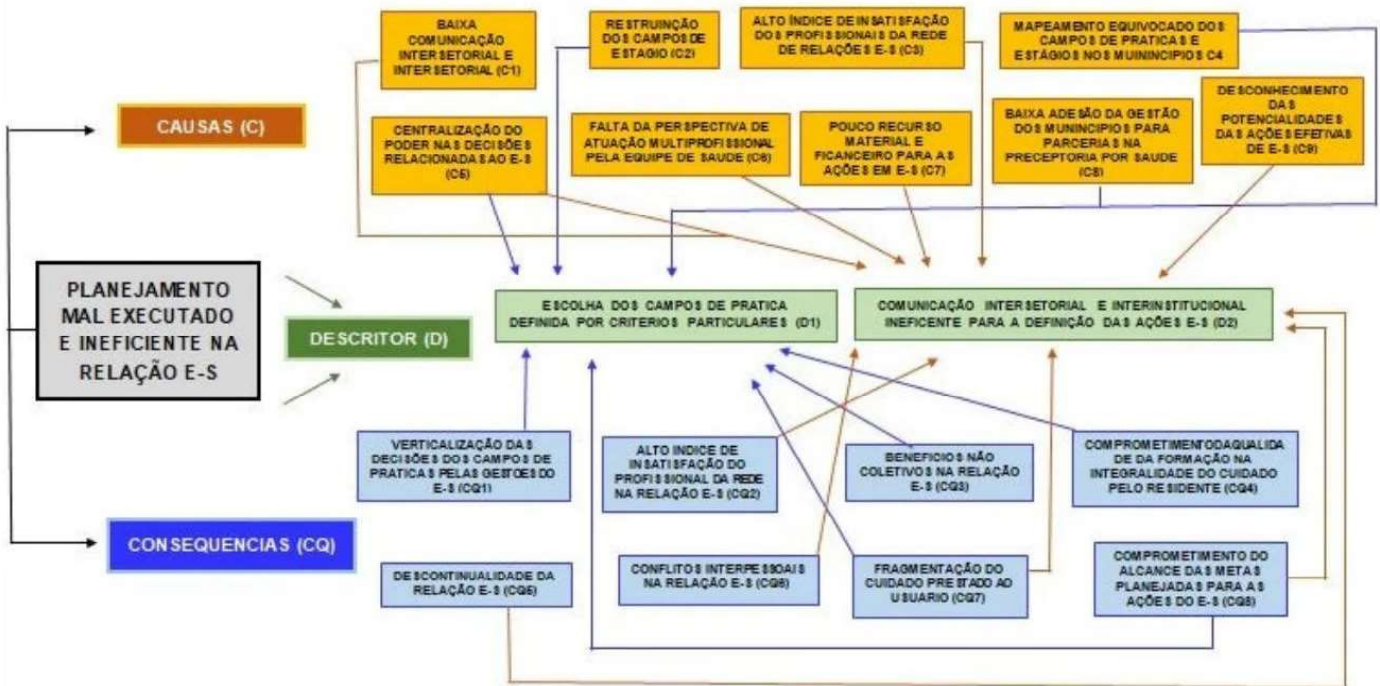 BAIXA
COMUNICAÇÃO
INTERSETORIAL E
INTERSETORIAL (C1)
RESTRUINÇÃO
DOS CAMPOS DE
ESTAGIO (C2)
ALTO ÍNDICE DE INSATISFAÇÃO
DOS PROFISSIONAIS DA REDE
DE RELAÇÕES E-S (C3)
MAPEAMENTO EQUIVOCADO DOS
CAMPOS DE PRATICAS E
ESTÁGIOS NOS MUININCIPIOS C4
CAUSAS (C)
CENTRALIZAÇÃO DO
PODER NAS DECISÕES
RELACIONADAS AO E-S
(C5)
FALTA DA PERSPECTIVA DE
ATUAÇÃO MULTIPROFISSIONAL
PELA EQUIPE DE SAUDE (C6)
POUCO RECURSO
MATERIAL E
FICANCEIRO PARA AS
AÇÕES EM E-S (C7)
BAIXA ADESÃO DA GESTÃO
DOS MUNINCIPIOS PARA
PARCERIAS NA
PRECEPTORIA POR SAUDE
(C8)
DESCONHECIMENTO
DAS
POTENCIALIDADES
DAS AÇÕES EFETIVAS
DE E-S (C9)
PLANEJAMENTO
MAL EXECUTADO
E INEFICIENTE NA
RELAÇÃO E-S
DESCRITOR (D)
ESCOLHA DOS CAMPOS DE PRATICA
DEFINIDA POR CRITERIOS PARTICULARES (D1)
COMUNICAÇÃO INTERSETORIAL E INTERINSTITUCIONAL
INEFICIENTE PARA A DEFINIÇÃO DAS AÇÕES E-S (D2)
VERTICALIZAÇÃO DAS
DECISÕES DOS CAMPOS DE
PRATICAS PELAS GESTOES DO
E-S (CQ1)
ALTO INDICE DE
INSATISFAÇÃO DO
PROFISSIONAL DA REDE
NA RELAÇÃO E-S (CQ2)
BENEFICIOS NÃO
COLETIVOS NA RELAÇÃO
E-S (CQ3)
COMPROMETIMENTODAQUALIDA
DE DA FORMAÇÃO NA
INTEGRALIDADE DO CUIDADO
PELO RESIDENTE (CQ4)
CONSEQUENCIAS (CQ)
DESCONTINUALIDADE DA
RELAÇÃO E-S (CQ5)
CONFLITOS INTERPESSOAIS
NA RELAÇÃO E-S (CQ6)
FRAGMENTAÇÃO DO
CUIDADO PRESTADO AO
USUARIO (CQ7)
COMPROMETIMENTO DO
ALCANCE DAS METAS
PLANEJADAS PARA AS
AÇÕES DO E-S (CQ8)